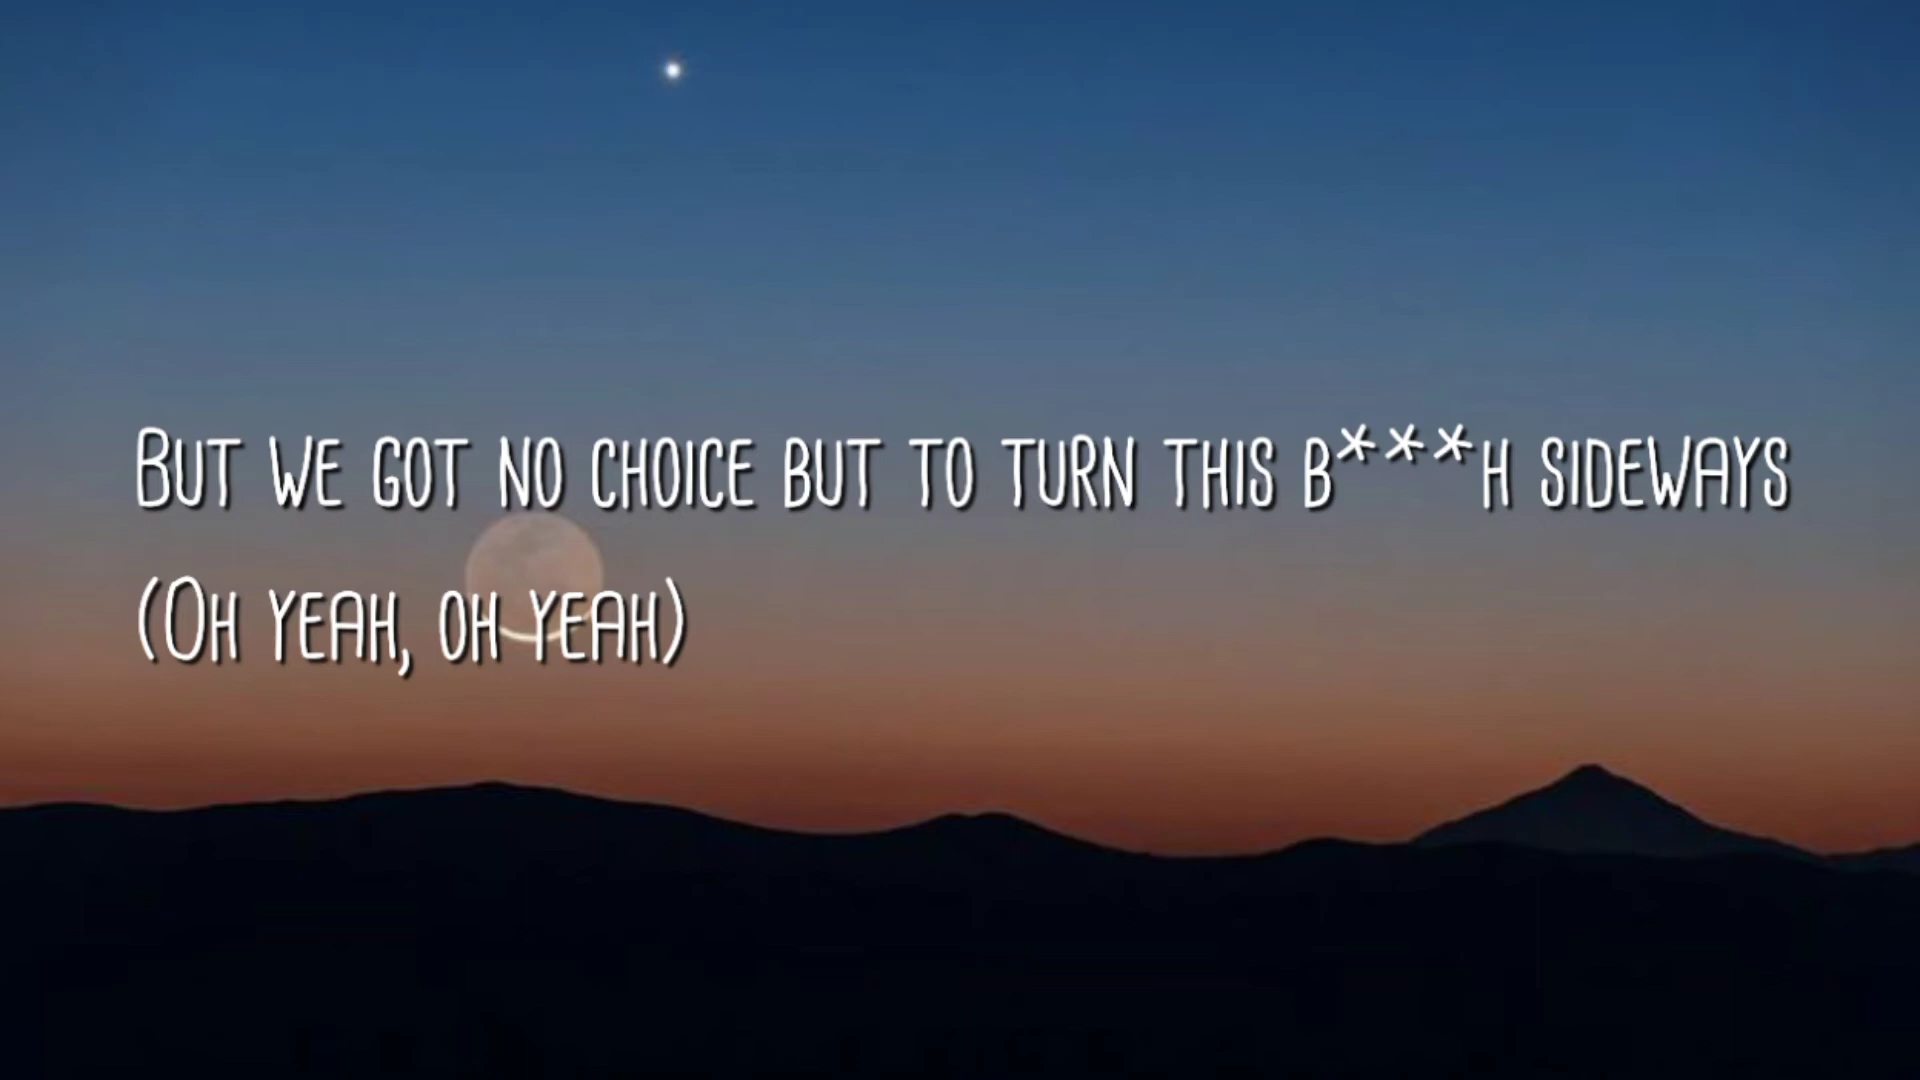 But we got no choice but to turn this b***h sideways
(Oh yeah, oh yeah)